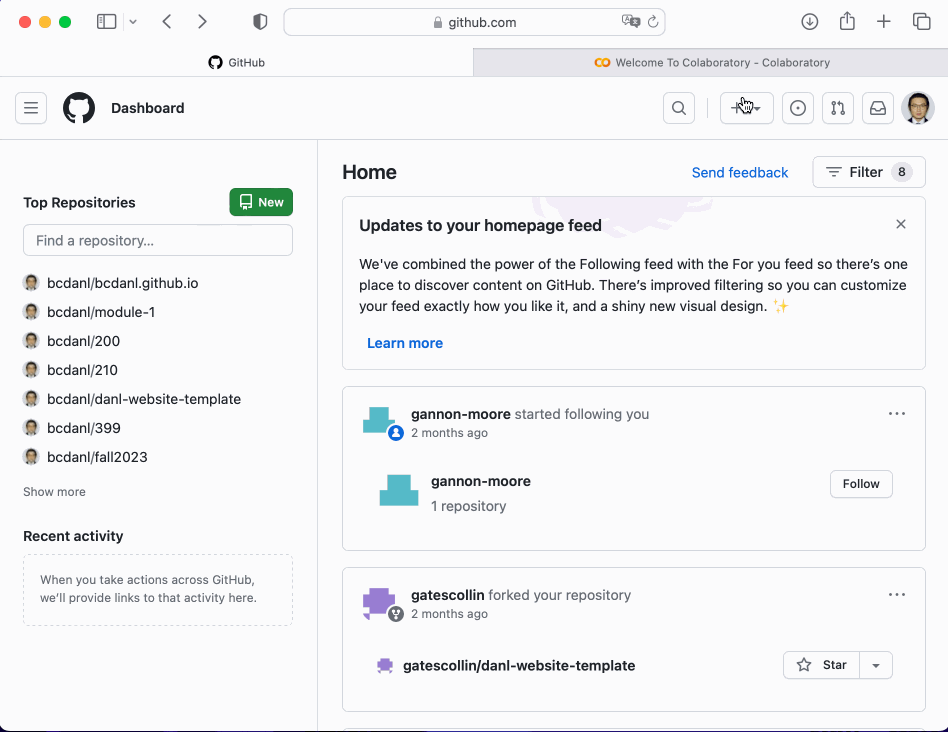 github.com
GitHub
Welcome To Colaboratory - Colaboratory
Dashboard
Top Repositories
New
Find a repository...
bcdanl/bcdanl.github.io
bcdanl/module-1
bcdanl/200
bcdanl/210
bcdanl/danl-website-template
bcdanl/399
bcdanl/fall2023
Show more
Recent activity
When you take actions across GitHub,
we'll provide links to that activity here.
Home
Send feedback
Filter 8
Updates to your homepage feed
We've combined the power of the Following feed with the For you feed so there's one
place to discover content on GitHub. There's improved filtering so you can customize
your feed exactly how you like it, and a shiny new visual design. ✨
Learn more
gannon-moore started following you
2 months ago
gannon-moore
1 repository
Follow
gatescollin forked your repository
2 months ago
gatescollin/danl-website-template
Star